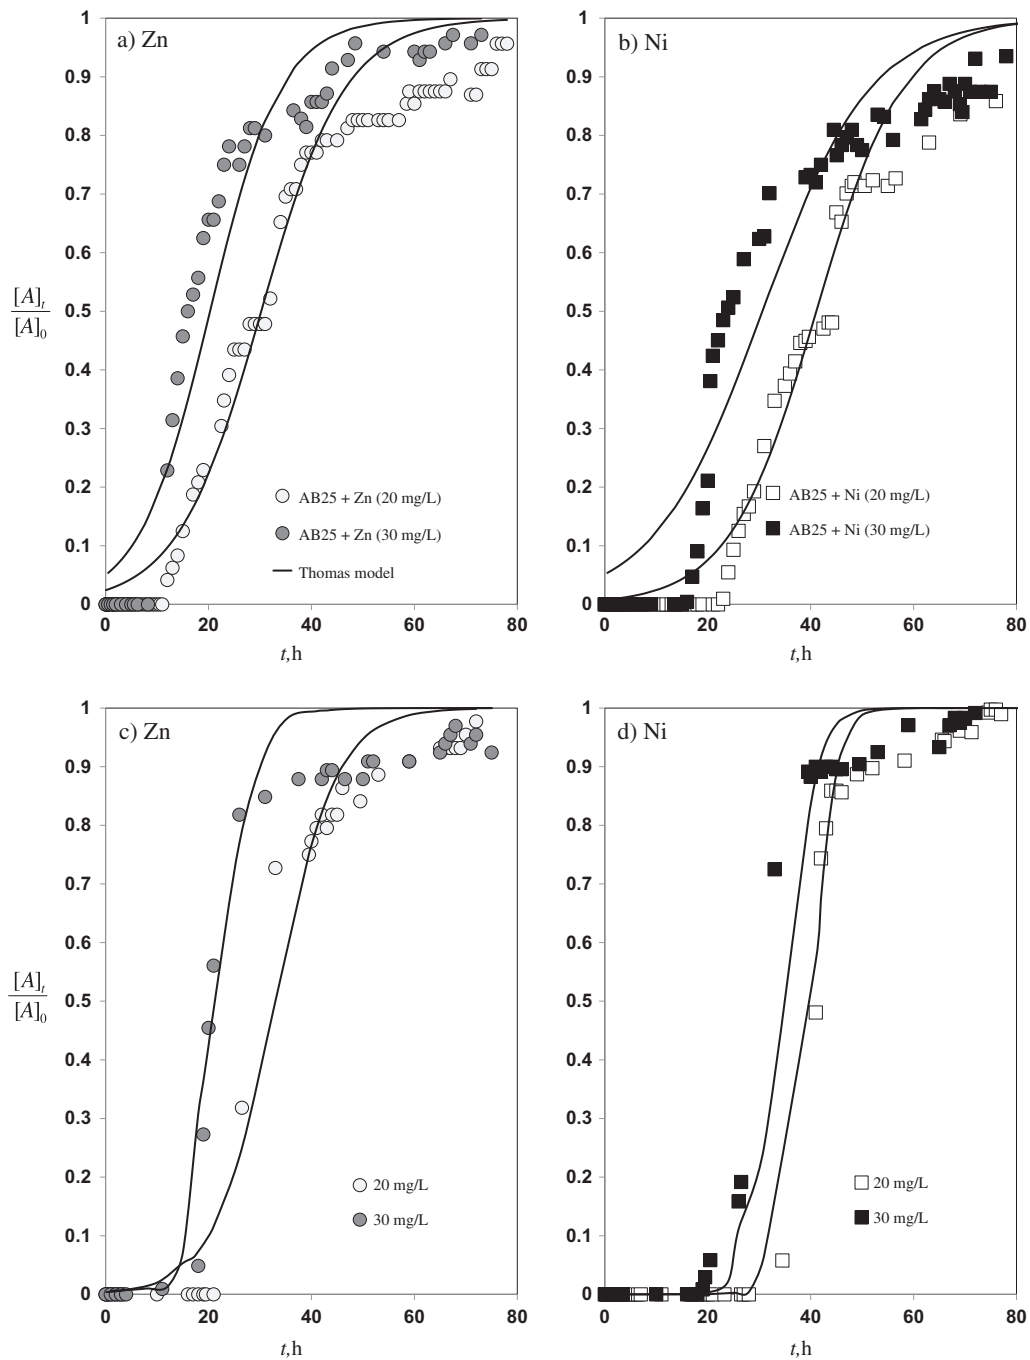 a) Zn
1
0.9
0.8
0.7
0.6
0.5
0.4
0.3
0.2
0.1
0
[A]t
[A]0
AB25 + Zn (20 mg/L)
AB25 + Zn (30 mg/L)
Thomas model
0 20 40 60 80
t,h
b) Ni
1
0.9
0.8
0.7
0.6
0.5
0.4
0.3
0.2
0.1
0
AB25 + Ni (20 mg/L)
AB25 + Ni (30 mg/L)
0 20 40 60 80
t,h
c) Zn
1
0.9
0.8
0.7
0.6
0.5
0.4
0.3
0.2
0.1
0
[A]t
[A]0
20 mg/L
30 mg/L
0 20 40 60 80
t,h
d) Ni
1
0.9
0.8
0.7
0.6
0.5
0.4
0.3
0.2
0.1
0
20 mg/L
30 mg/L
0 20 40 60 80
t,h